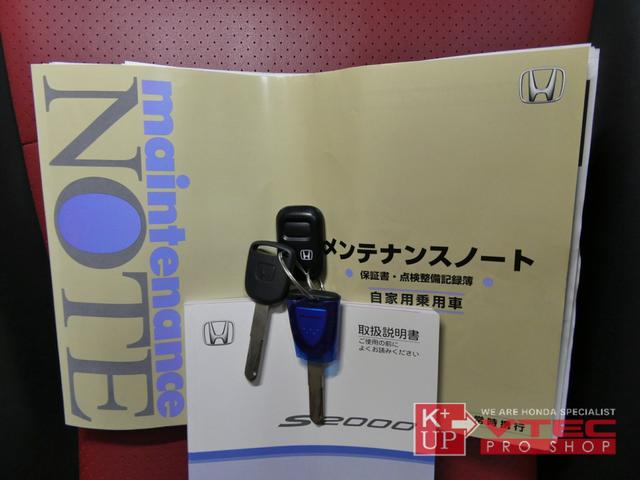 maintenance
NOTE
メンテナンスノート
保証書・点検整備記録簿
自家用乗用車
取扱説明書
ご使用の前に
よくお読みください
S2000
K+
UP
WE ARE HONDA SPECIALIST
VTEC
PRO SHOP